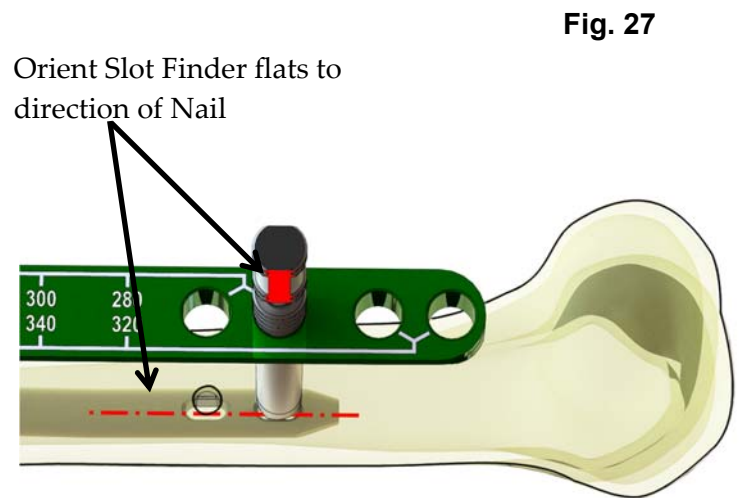 Fig. 27
Orient Slot Finder flats to
direction of Nail
300 280
340 320